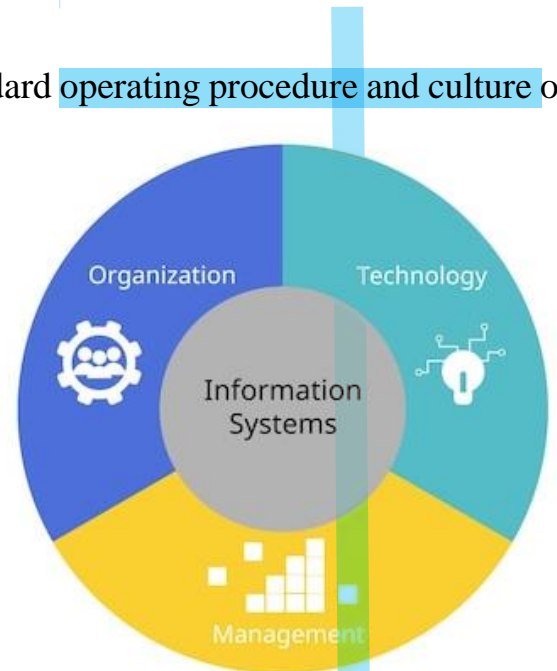 operating procedure and culture
Organization
Technology
Information
Systems
Management